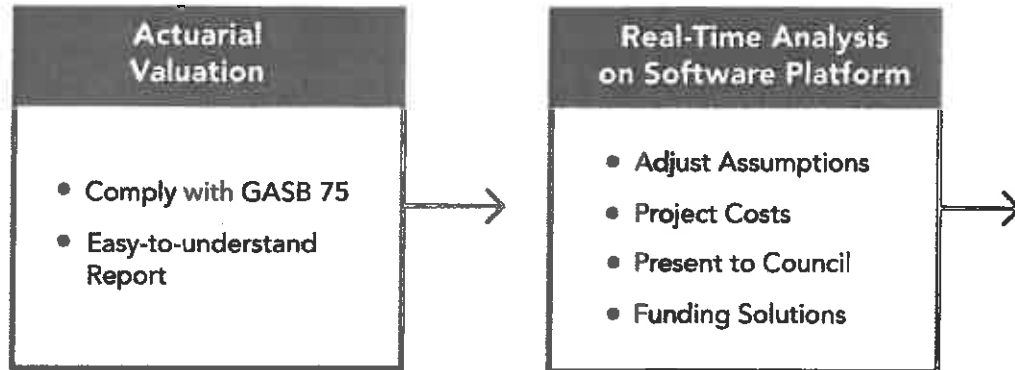 Actuarial
Valuation
• Comply with GASB 75
• Easy-to-understand
Report
Real-Time Analysis
on Software Platform
• Adjust Assumptions
• Project Costs
• Present to Council
• Funding Solutions